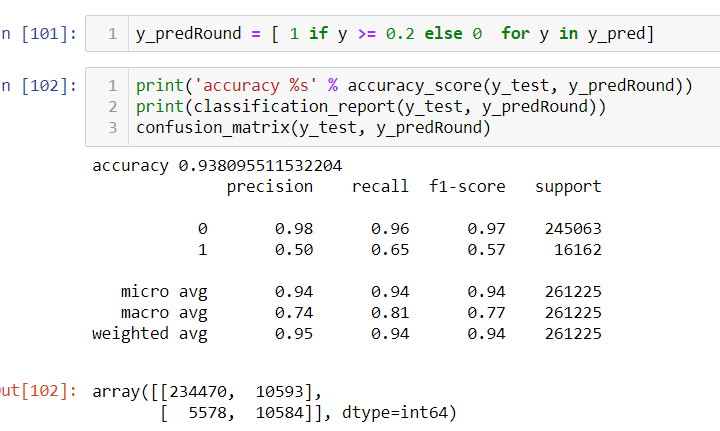 n [101]: 1 y_predRound = [ 1 if y >= 0.2 else 0  for y in y_pred]
n [102]: 1 print('accuracy %s' % accuracy_score(y_test, y_predRound))
2 print(classification_report(y_test, y_predRound))
3 confusion_matrix(y_test, y_predRound)
accuracy 0.938095511532204
precision    recall  f1-score   support
0       0.98      0.96      0.97    245063
1       0.50      0.65      0.57     16162
micro avg       0.94      0.94      0.94    261225
macro avg       0.74      0.81      0.77    261225
weighted avg       0.95      0.94      0.94    261225
ut[102]: array([[234470,  10593],
[  5578,  10584]], dtype=int64)